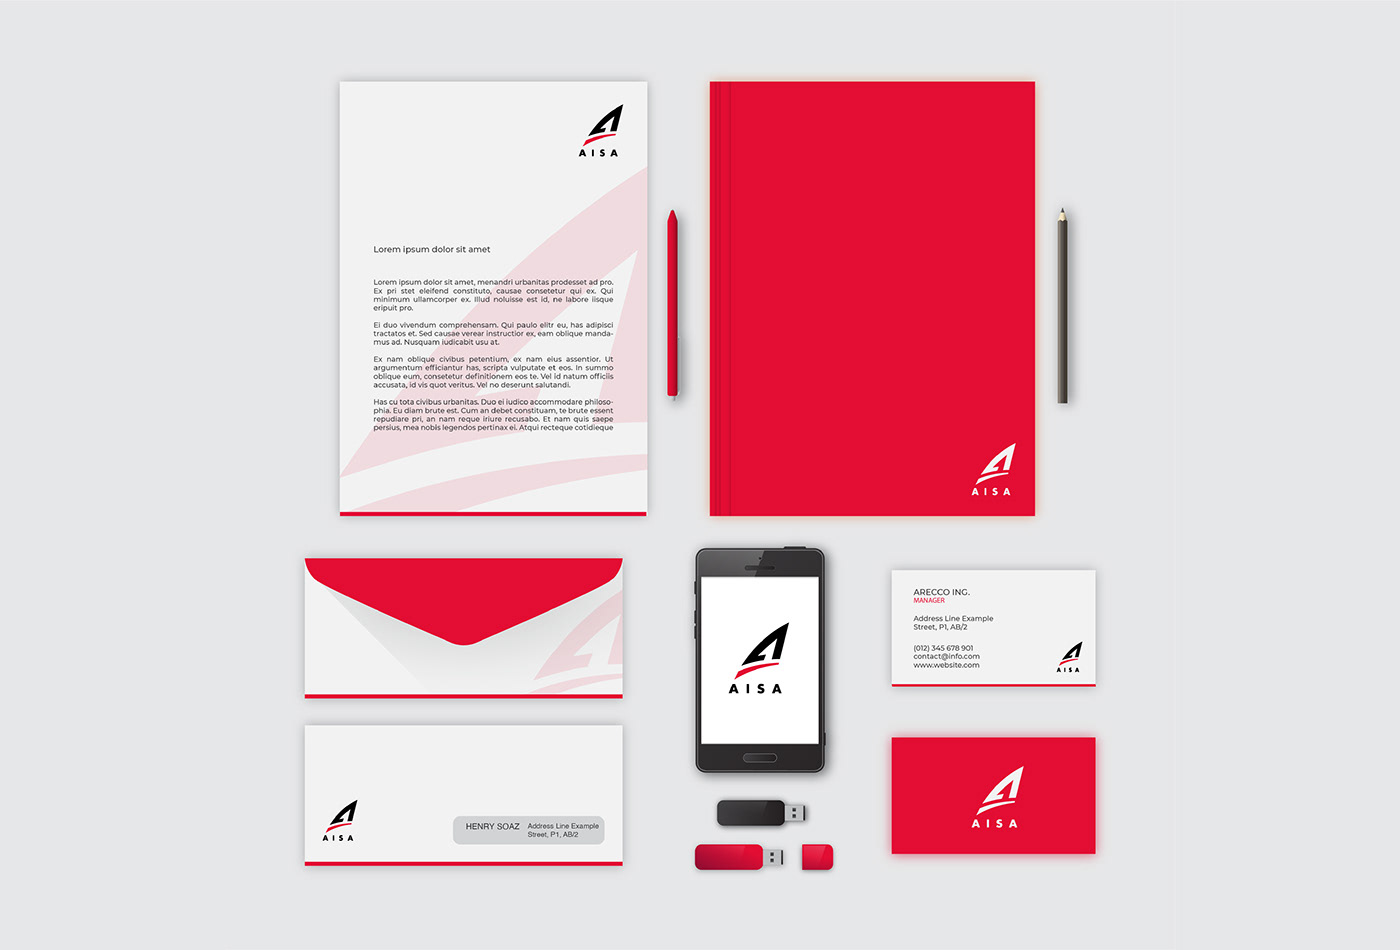 AISA
Lorem ipsum dolor sit amet
Lorem ipsum dolor sit amet, menandri urbanitas prodesset ad pro.
Ex pri stet eleifend constituto, causae consetetur qui ex. Qui
minimum ullamcorper ex. Illud noluisse est id, ne labore iisque
eripuit pro.
Ei duo vivendum comprehensam. Qui paulo elitr eu, has adipisci
tractatos et. Sed causae verear instructior ex, eam oblique manda-
mus ad. Nusquam iudicabit usu at.
Ex nam oblique civibus petentium, ex nam eius assentior. Ut
argumentum efficiantur has, scripta vulputate et eos. In summo
oblique eum, consetetur definitionem eos te. Vel id natum officiis
accusata, id vis quot veritus. Vel no deserunt salutandi.
Has cu tota civibus urbanitas. Duo ei iudico accommodare philoso-
phia. Eu diam brute est. Cum an debet constituam, te brute essent
repudiare pri, an nam reque iriure recusabo. Et nam quis saepe
persius, mea nobis legendos pertinax ei. Atqui recteque cotidieque
AISA
AISA
ARECCO ING.
MANAGER
Address Line Example
Street, P1, AB/2
(012) 345 678 901
contact@info.com
www.website.com
AISA
AISA
HENRY SOAZ
Address Line Example
Street, P1, AB/2
AISA